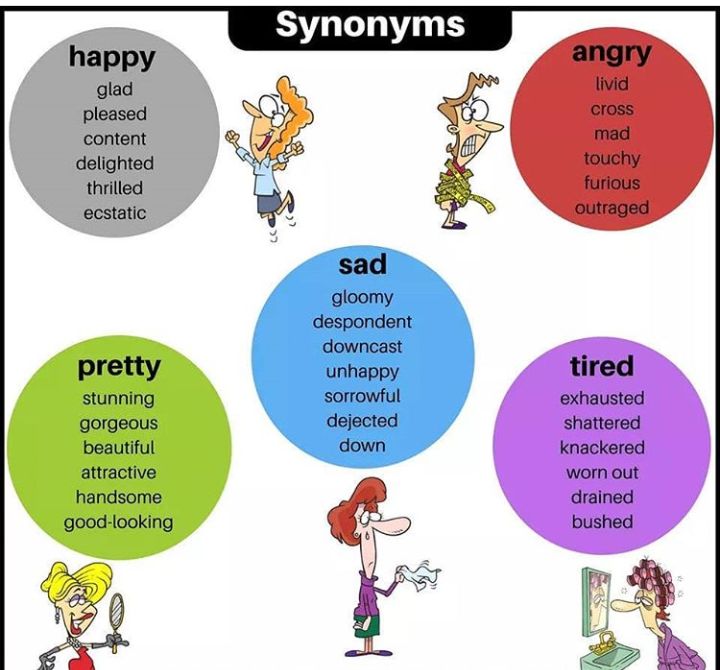 Synonyms
happy
glad
pleased
content
delighted
thrilled
ecstatic
angry
livid
cross
mad
touchy
furious
outraged
sad
gloomy
despondent
downcast
unhappy
sorrowful
dejected
down
pretty
stunning
gorgeous
beautiful
attractive
handsome
good-looking
tired
exhausted
shattered
knackered
worn out
drained
bushed